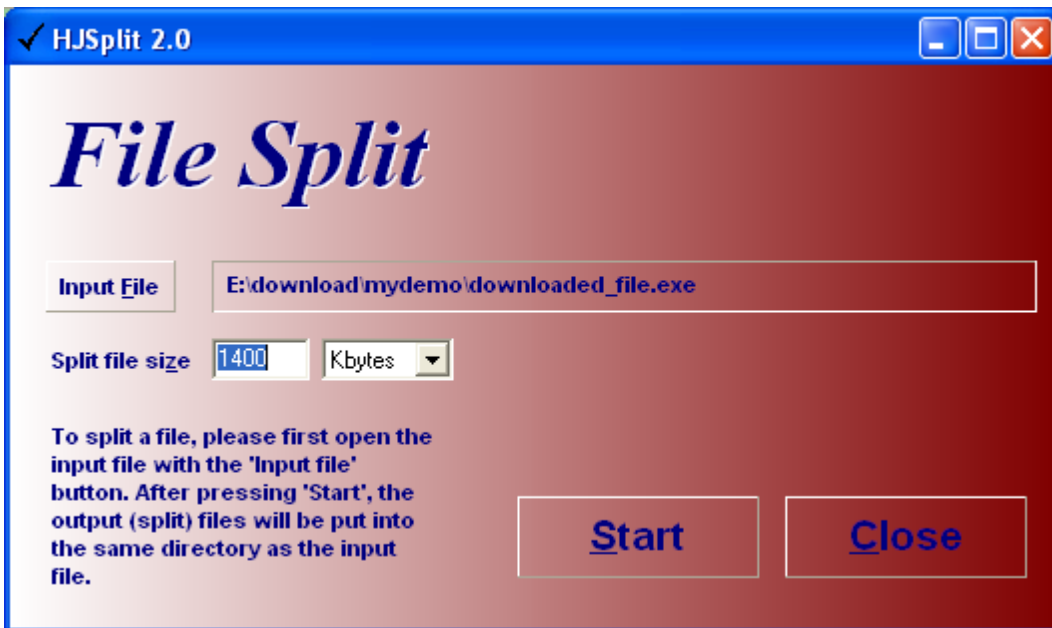 HJSplit 2.0
File Split
Input File
E:\download\mydemo\downloaded_file.exe
Split file size
1400
Kbytes
To split a file, please first open the
input file with the 'Input file'
button. After pressing 'Start', the
output (split) files will be put into
the same directory as the input
file.
Start
Close